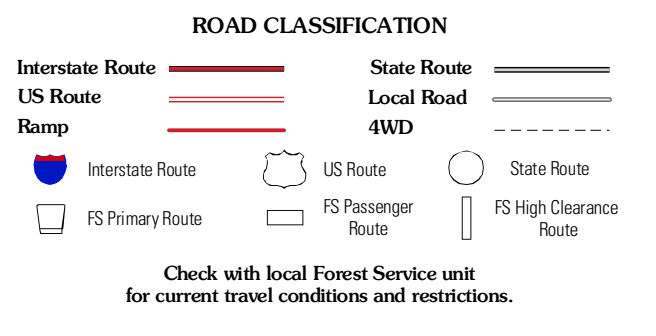 ROAD CLASSIFICATION
Interstate Route
State Route
US Route
Local Road
Ramp
4WD
Interstate Route
US Route
State Route
FS Primary Route
FS Passenger
Route
FS High Clearance
Route
Check with local Forest Service unit
for current travel conditions and restrictions.